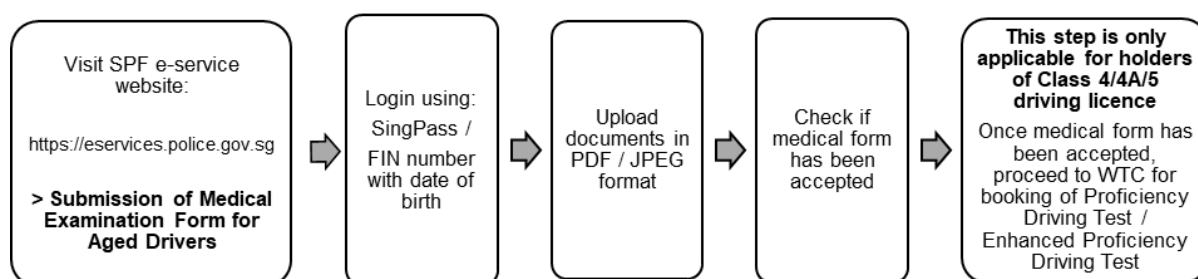 Visit SPF e-service
website:
https://eservices.police.gov.sg
> Submission of Medical
Examination Form for
Aged Drivers
Login using:
SingPass /
FIN number
with date of
birth
Upload
documents in
PDF / JPEG
format
Check if
medical form
has been
accepted
This step is only
applicable for holders
of Class 4/4A/5
driving licence
Once medical form has
been accepted,
proceed to WTC for
booking of Proficiency
Driving Test /
Enhanced Proficiency
Driving Test